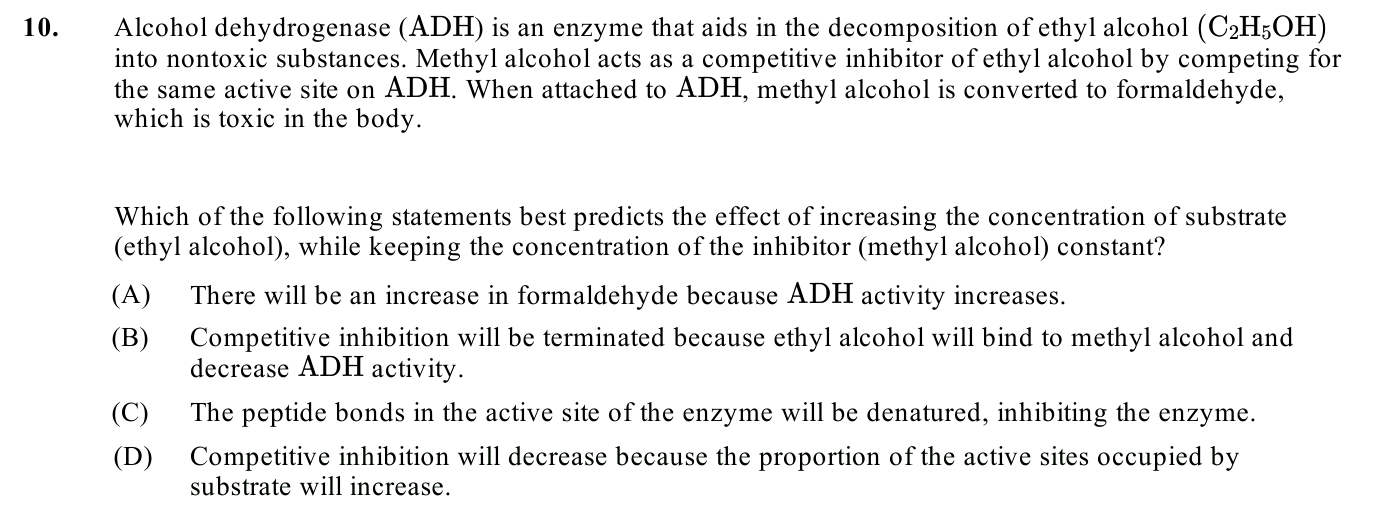 10. Alcohol dehydrogenase (ADH) is an enzyme that aids in the decomposition of ethyl alcohol (C₂H₅OH)
into nontoxic substances. Methyl alcohol acts as a competitive inhibitor of ethyl alcohol by competing for
the same active site on ADH. When attached to ADH, methyl alcohol is converted to formaldehyde,
which is toxic in the body.
Which of the following statements best predicts the effect of increasing the concentration of substrate
(ethyl alcohol), while keeping the concentration of the inhibitor (methyl alcohol) constant?
(A) There will be an increase in formaldehyde because ADH activity increases.
(B) Competitive inhibition will be terminated because ethyl alcohol will bind to methyl alcohol and
decrease ADH activity.
(C) The peptide bonds in the active site of the enzyme will be denatured, inhibiting the enzyme.
(D) Competitive inhibition will decrease because the proportion of the active sites occupied by
substrate will increase.